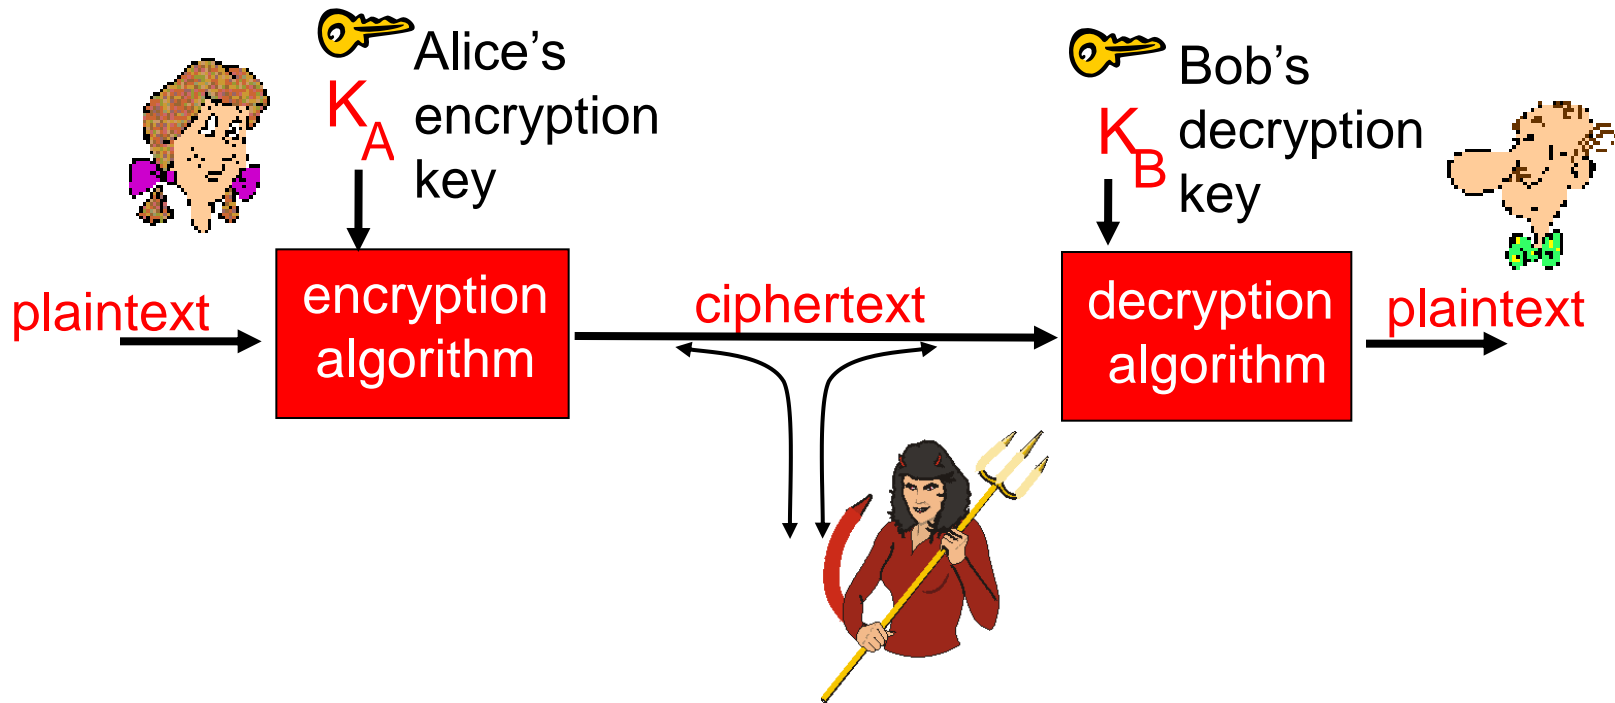 Alice’s
encryption
key
K
A
Bob’s
decryption
key
K
B
plaintext
encryption
algorithm
ciphertext
decryption
algorithm
plaintext